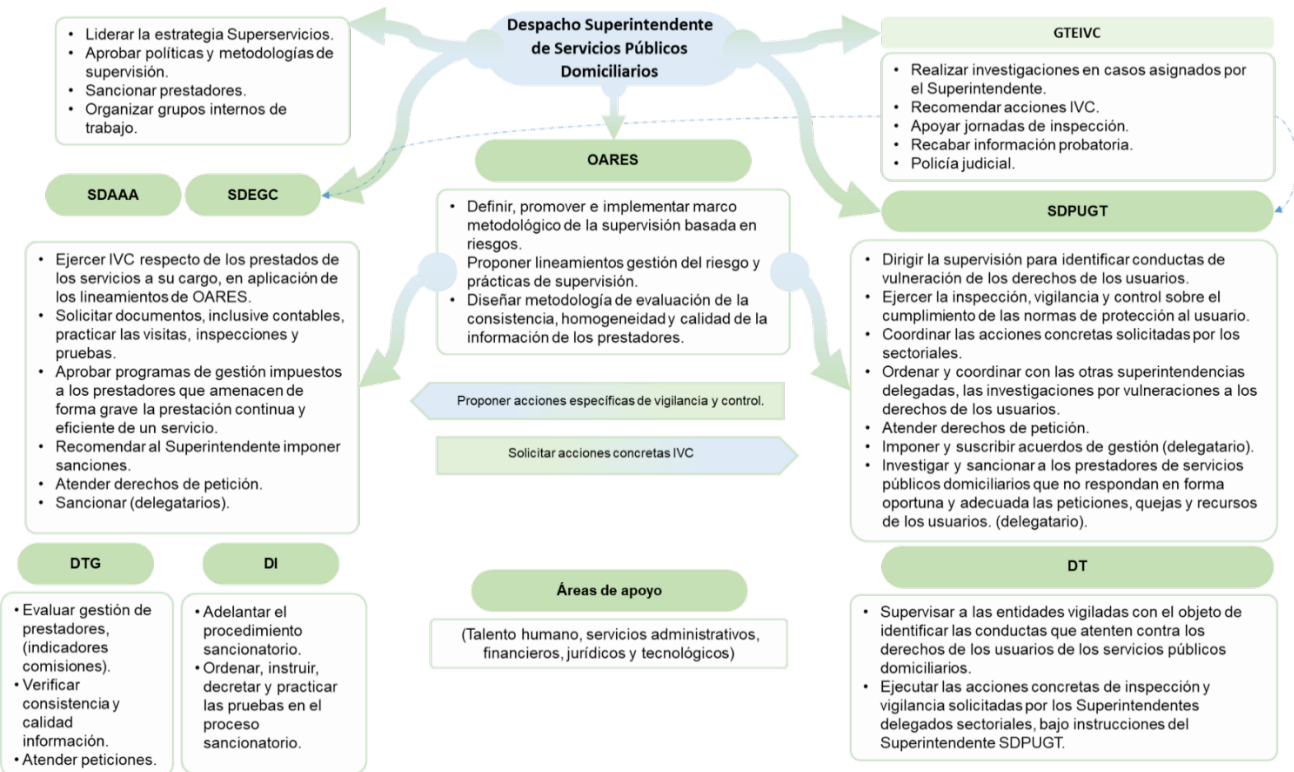 Despacho Superintendente
de Servicios Públicos
Domiciliarios
• Liderar la estrategia Superservicios.
• Aprobar políticas y metodologías de
supervisión.
• Sancionar prestadores.
• Organizar grupos internos de
trabajo.
GTEIVC
• Realizar investigaciones en casos asignados por
el Superintendente.
• Recomendar acciones IVC.
• Apoyar jornadas de inspección.
• Recabar información probatoria.
• Policía judicial.
SDAAA
SDEGC
• Ejercer IVC respecto de los prestados de
los servicios a su cargo, en aplicación de
los lineamientos de OARES.
• Solicitar documentos, inclusive contables,
practicar las visitas, inspecciones y
pruebas.
• Aprobar programas de gestión impuestos
a los prestadores que amenacen de
forma grave la prestación continua y
eficiente de un servicio.
• Recomendar al Superintendente imponer
sanciones.
• Atender derechos de petición.
• Sancionar (delegatarios).
OARES
• Definir, promover e implementar marco
metodológico de la supervisión basada en
riesgos.
Proponer lineamientos gestión del riesgo y
prácticas de supervisión.
• Diseñar metodología de evaluación de la
consistencia, homogeneidad y calidad de la
información de los prestadores.
Proponer acciones específicas de vigilancia y control.
Solicitar acciones concretas IVC
SDPUGT
• Dirigir la supervisión para identificar conductas de
vulneración de los derechos de los usuarios.
• Ejercer la inspección, vigilancia y control sobre el
cumplimiento de las normas de protección al usuario.
• Coordinar las acciones concretas solicitadas por los
sectoriales.
• Ordenar y coordinar con las otras superintendencias
delegadas, las investigaciones por vulneraciones a los
derechos de los usuarios.
• Atender derechos de petición.
• Imponer y suscribir acuerdos de gestión (delegatario).
• Investigar y sancionar a los prestadores de servicios
públicos domiciliarios que no respondan en forma
oportuna y adecuada las peticiones, quejas y recursos
de los usuarios. (delegatario).
DTG
• Evaluar gestión de
prestadores,
(indicadores
comisiones).
• Verificar
consistencia y
calidad
información.
• Atender peticiones.
DI
• Adelantar el
procedimiento
sancionatorio.
• Ordenar, instruir,
decretar y practicar
las pruebas en el
proceso
sancionatorio.
Áreas de apoyo
(Talento humano, servicios administrativos,
financieros, jurídicos y tecnológicos)
DT
• Supervisar a las entidades vigiladas con el objeto de
identificar las conductas que atenten contra los
derechos de los usuarios de los servicios públicos
domiciliarios.
• Ejecutar las acciones concretas de inspección y
vigilancia solicitadas por los Superintendentes
delegados sectoriales, bajo instrucciones del
Superintendente SDPUGT.